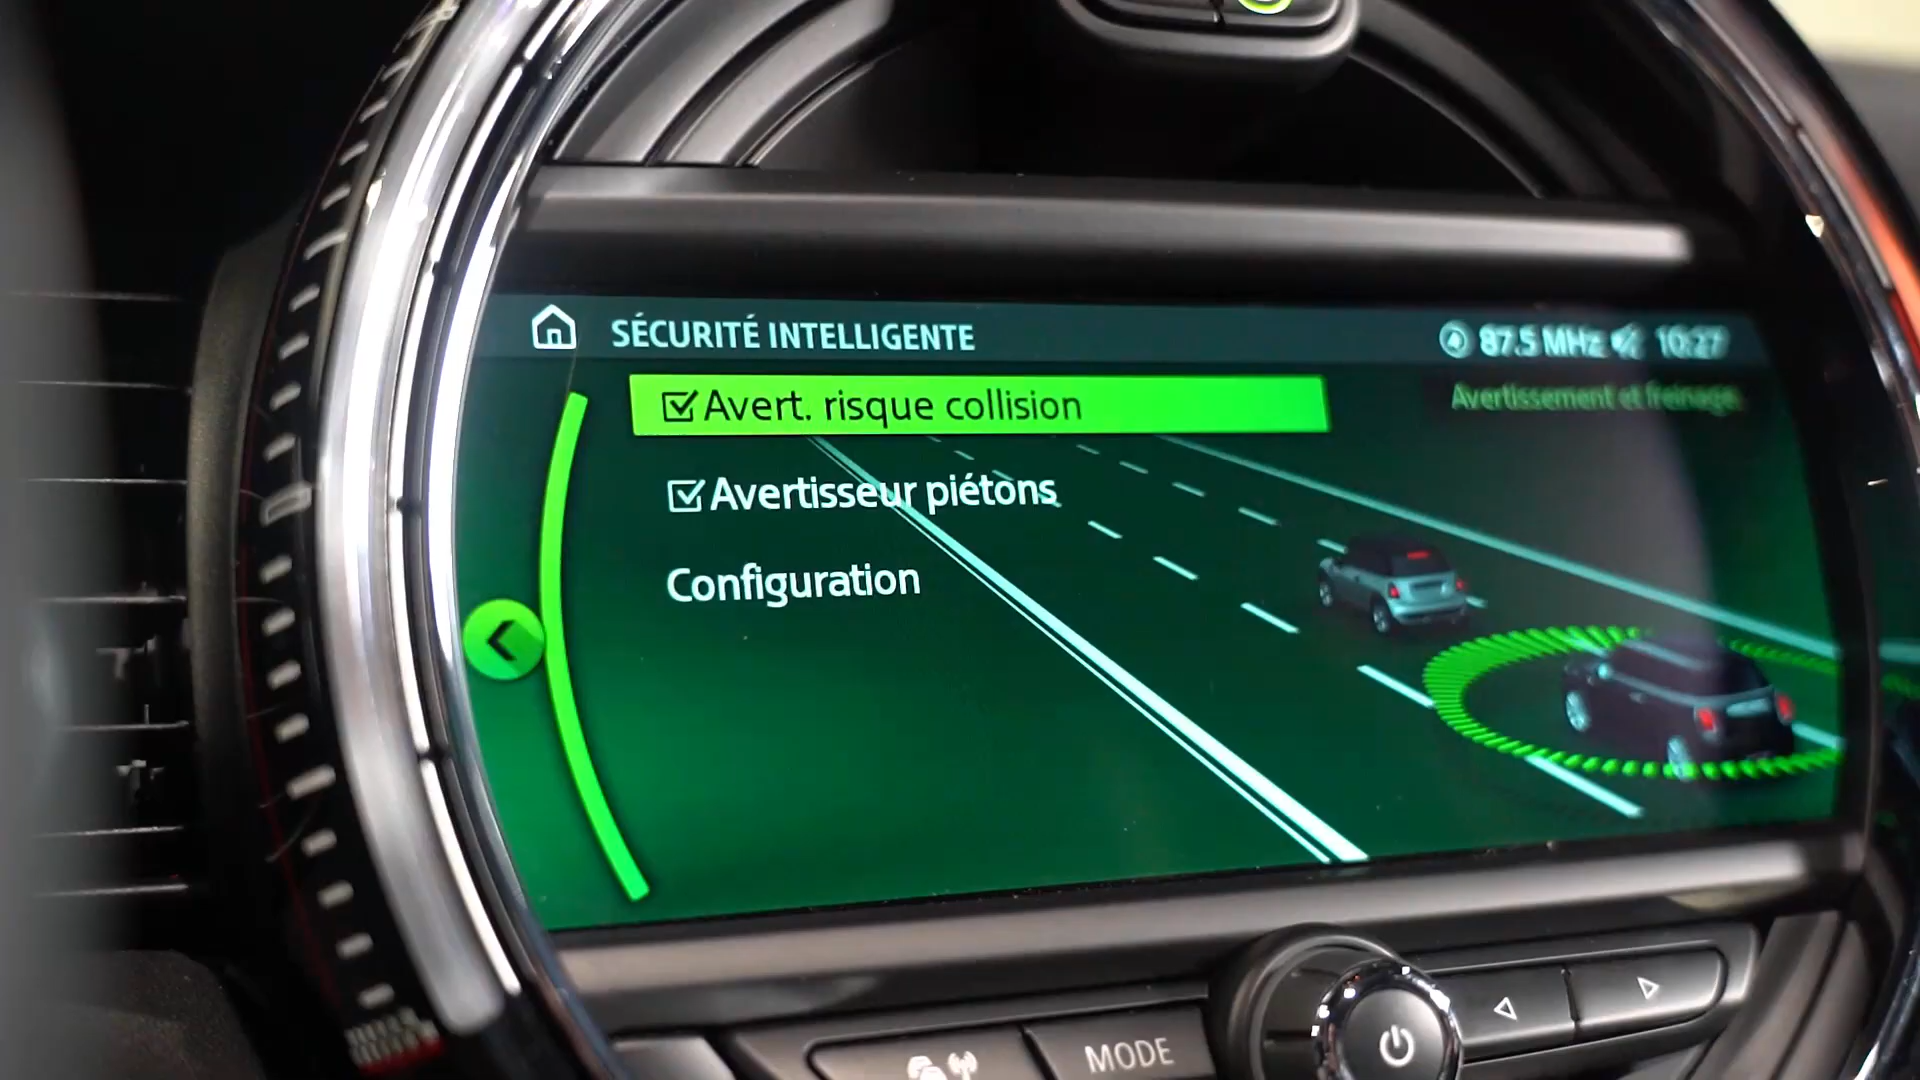 SÉCURITÉ INTELLIGENTE
87.5 MHz 10:27
Avert. risque collision
Avertissement et freinage
Avertisseur piétons
Configuration
MODE